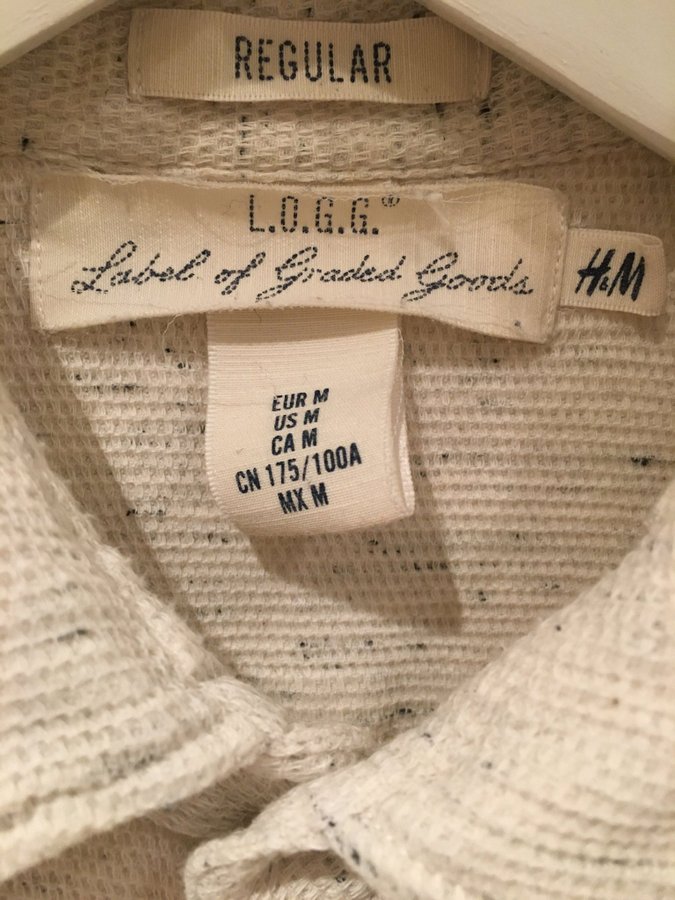 REGULAR
L.O.G.G.®
Label of Graded Goods
H&M
EUR M
US M
CA M
CN 175/100A
MX M